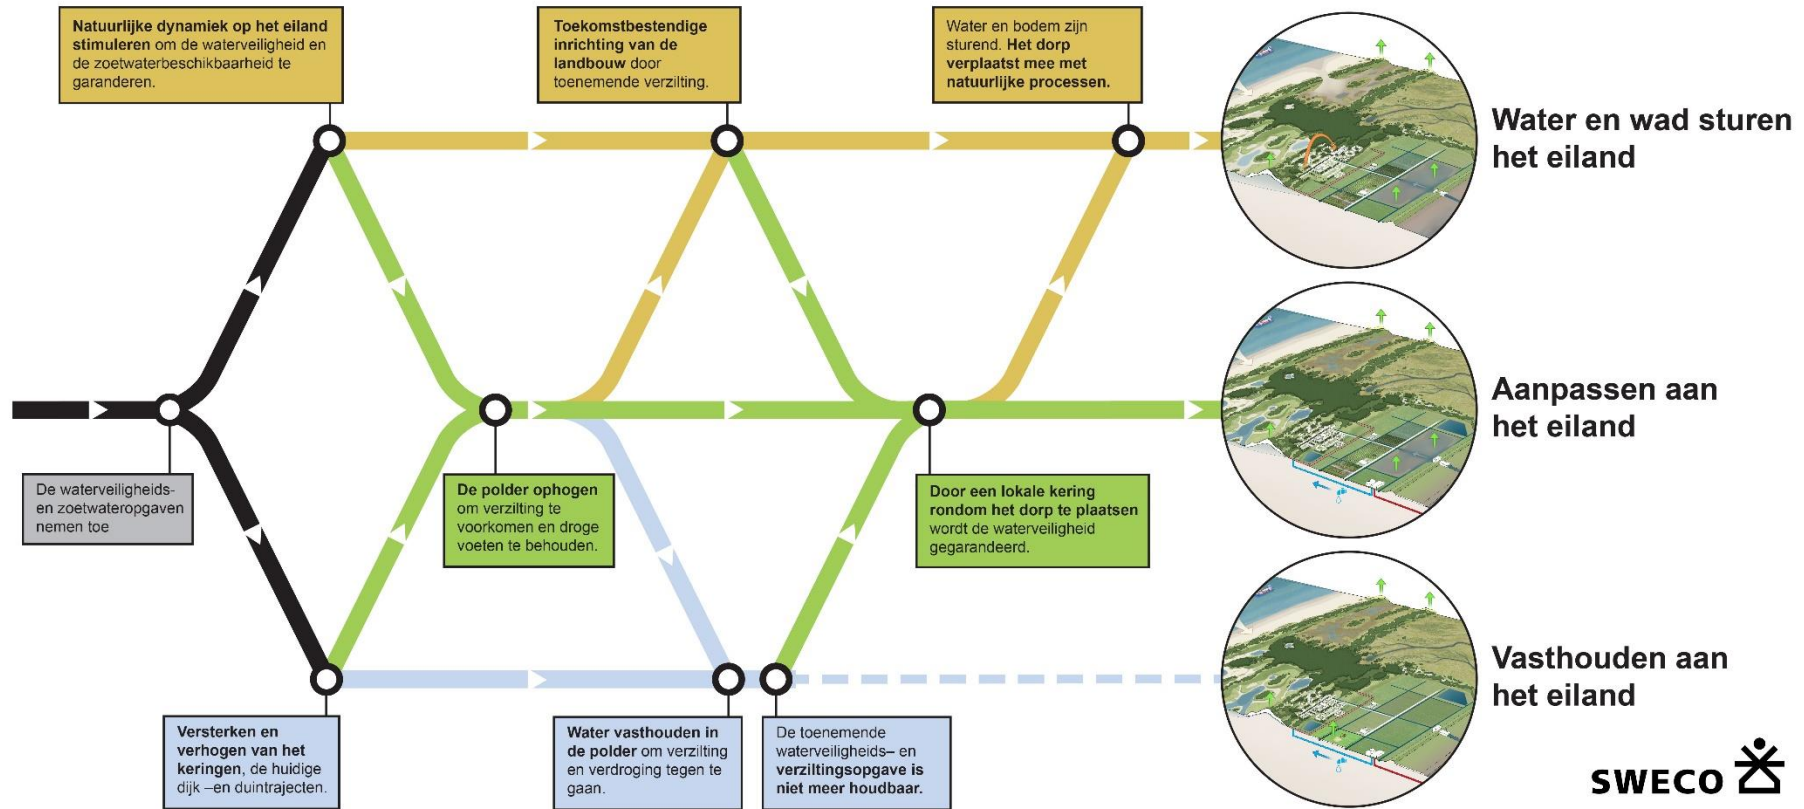 Natuurlijke dynamiek op het eiland
stimuleren om de waterveiligheid en
de zoetwaterbeschikbaarheid te
garanderen.
Toekomstbestendige
inrichting van de
landbouw door
toenemende verzilting.
Water en bodem zijn
sturend. Het dorp
verplaatst mee met
natuurlijke processen.
Water en wad sturen
het eiland
De waterveiligheids-
en zoetwateropgaven
nemen toe
De polder ophogen
om verzilting te
voorkomen en droge
voeten te behouden.
Door een lokale kering
rondom het dorp te plaatsen
wordt de waterveiligheid
gegarandeerd.
Aanpassen aan
het eiland
Versterken en
verhogen van het
keringen, de huidige
dijk –en duintrajecten.
Water vasthouden in
de polder om verzilting
en verdroging tegen te
gaan.
De toenemende
waterveiligheids– en
verziltingsopgave is
niet meer houdbaar.
Vasthouden aan
het eiland
SWECO